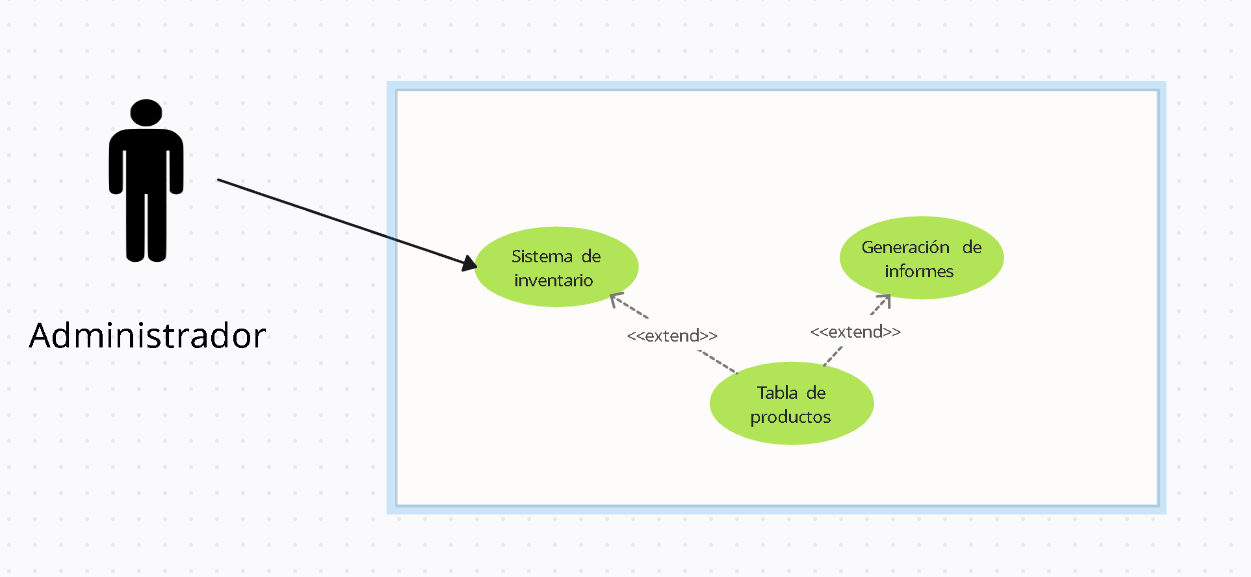 Administrador
Sistema de
inventario
Generación de
informes
<<extend>>
<<extend>>
Tabla de
productos